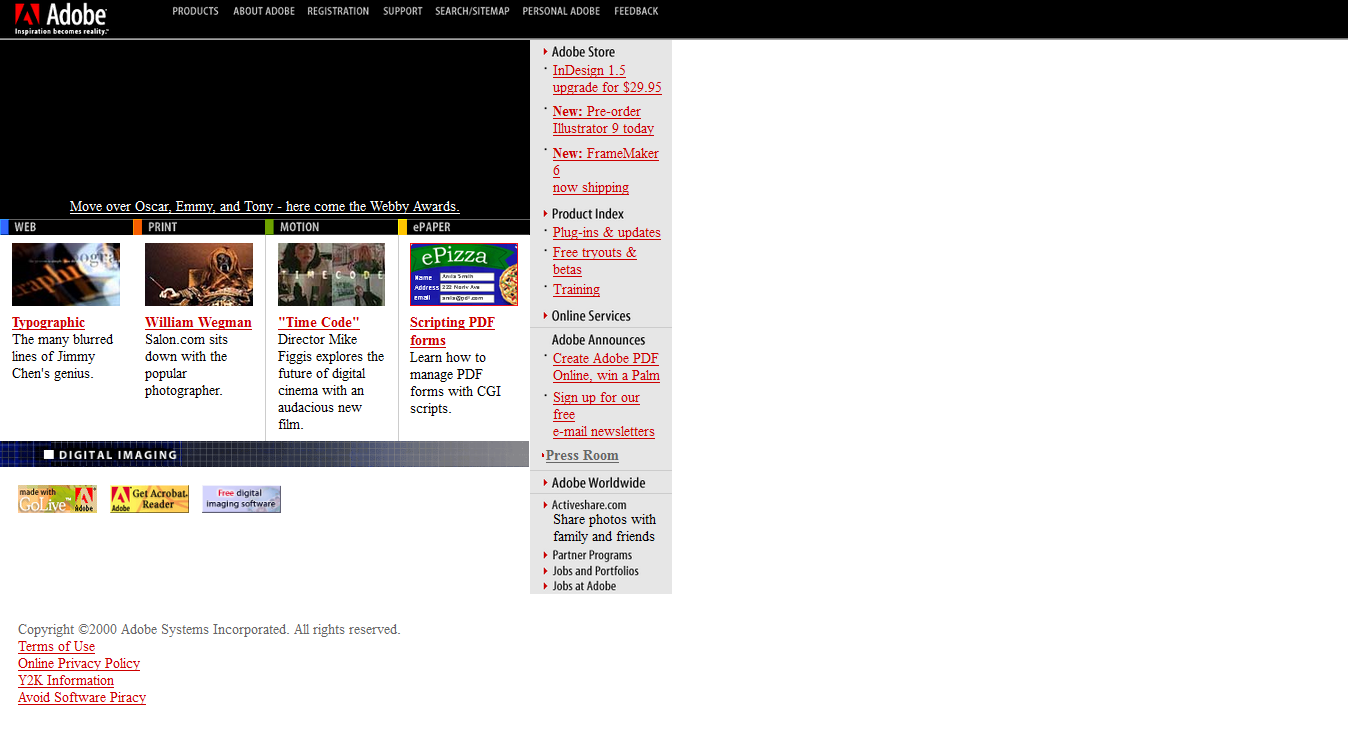 Adobe
Inspiration becomes reality.™
PRODUCTS ABOUT ADOBE REGISTRATION SUPPORT SEARCH/SITEMAP PERSONAL ADOBE FEEDBACK
Move over Oscar, Emmy, and Tony - here come the Webby Awards.
WEB
Typographic
The many blurred
lines of Jimmy
Chen's genius.
PRINT
William Wegman
Salon.com sits
down with the
popular
photographer.
MOTION
TIMECODE
"Time Code"
Director Mike
Figgis explores the
future of digital
cinema with an
audacious new
film.
ePAPER
ePizza
Name Anita Smith
Address 222 Norly Ave
email anita@pdf.com
Scripting PDF
forms
Learn how to
manage PDF
forms with CGI
scripts.
DIGITAL IMAGING
made with
GoLive™
Adobe
Get Acrobat
Reader
Adobe
Free digital
imaging software
Adobe Store
InDesign 1.5
upgrade for $29.95
New: Pre-order
Illustrator 9 today
New: FrameMaker
6
now shipping
Product Index
Plug-ins & updates
Free tryouts &
betas
Training
Online Services
Adobe Announces
Create Adobe PDF
Online, win a Palm
Sign up for our
free
e-mail newsletters
Press Room
Adobe Worldwide
Activeshare.com
Share photos with
family and friends
Partner Programs
Jobs and Portfolios
Jobs at Adobe
Copyright ©2000 Adobe Systems Incorporated. All rights reserved.
Terms of Use
Online Privacy Policy
Y2K Information
Avoid Software Piracy